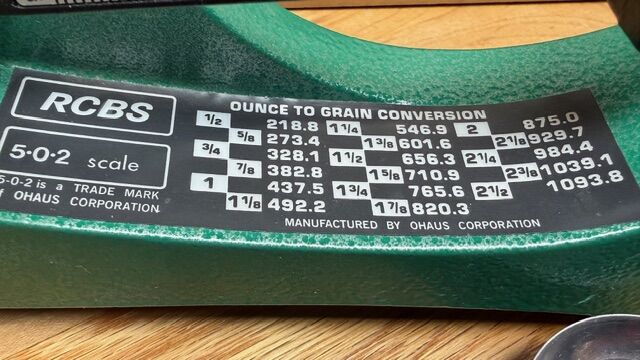 RCBS
5·0·2 scale
5-0-2 is a TRADE MARK
f OHAUS CORPORATION
OUNCE TO GRAIN CONVERSION
1/2 218.8 1 1/4 546.9 2 875.0
5/8 273.4 1 3/8 601.6 2 1/8 929.7
3/4 328.1 1 1/2 656.3 2 1/4 984.4
7/8 382.8 1 5/8 710.9 2 3/8 1039.1
1 437.5 1 3/4 765.6 2 1/2 1093.8
1 1/8 492.2 1 7/8 820.3
MANUFACTURED BY OHAUS CORPORATION